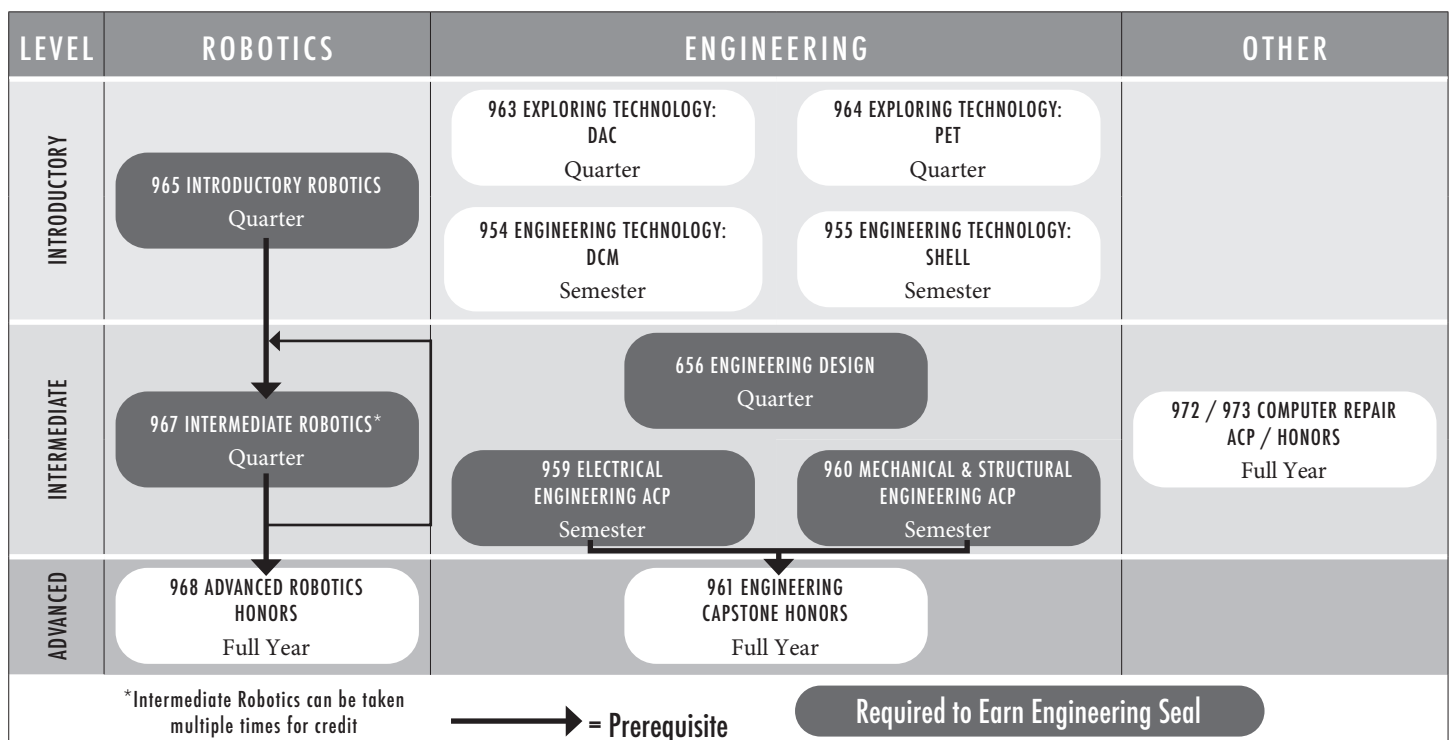 LEVEL
ROBOTICS
ENGINEERING
OTHER
INTRODUCTORY
965 INTRODUCTORY ROBOTICS
Quarter
963 EXPLORING TECHNOLOGY:
DAC
Quarter
964 EXPLORING TECHNOLOGY:
PET
Quarter
954 ENGINEERING TECHNOLOGY:
DCM
Semester
955 ENGINEERING TECHNOLOGY:
SHELL
Semester
INTERMEDIATE
967 INTERMEDIATE ROBOTICS*
Quarter
656 ENGINEERING DESIGN
Quarter
959 ELECTRICAL
ENGINEERING ACP
Semester
960 MECHANICAL & STRUCTURAL
ENGINEERING ACP
Semester
972 / 973 COMPUTER REPAIR
ACP / HONORS
Full Year
ADVANCED
968 ADVANCED ROBOTICS
HONORS
Full Year
961 ENGINEERING
CAPSTONE HONORS
Full Year
*Intermediate Robotics can be taken
multiple times for credit
= Prerequisite
Required to Earn Engineering Seal